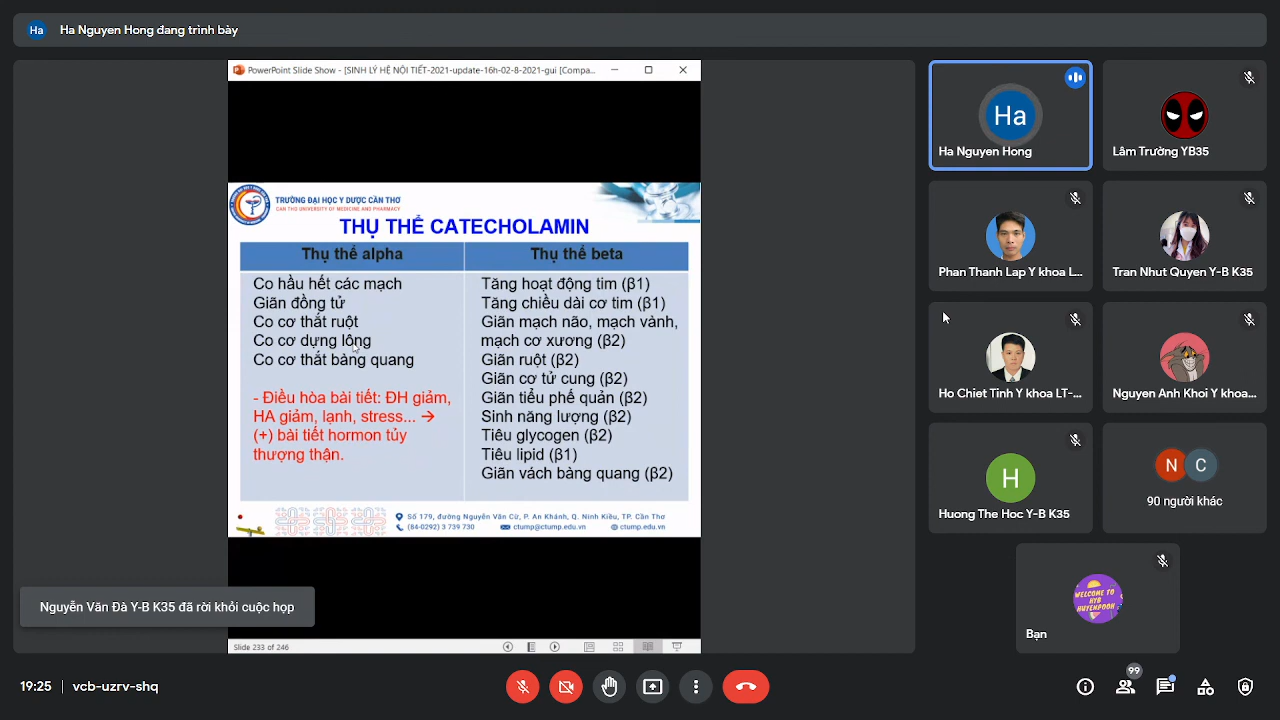 Ha
Ha Nguyen Hong đang trình bày
PowerPoint Slide Show - [SINH LÝ HỆ NỘI TIẾT-2021-update-16h-02-8-2021-gui [Compa...
TRƯỜNG ĐẠI HỌC Y DƯỢC CẦN THƠ
CAN THO UNIVERSITY OF MEDICINE AND PHARMACY
THỤ THỂ CATECHOLAMIN
Thụ thể alpha
Co hầu hết các mạch
Giãn đồng tử
Co cơ thắt ruột
Co cơ dựng lông
Co cơ thắt bàng quang
- Điều hòa bài tiết: ĐH giảm,
HA giảm, lạnh, stress... →
(+) bài tiết hormon tủy
thượng thận.
Thụ thể beta
Tăng hoạt động tim (β1)
Tăng chiều dài cơ tim (β1)
Giãn mạch não, mạch vành,
mạch cơ xương (β2)
Giãn ruột (β2)
Giãn cơ tử cung (β2)
Giãn tiểu phế quản (β2)
Sinh năng lượng (β2)
Tiêu glycogen (β2)
Tiêu lipid (β1)
Giãn vách bàng quang (β2)
Số 179, đường Nguyễn Văn Cừ, P. An Khánh, Q. Ninh Kiều, TP. Cần Thơ
(84-0292) 3 739 730 ctump@ctump.edu.vn ctump.edu.vn
Nguyễn Văn Đà Y-B K35 đã rời khỏi cuộc họp
Slide 233 of 246
Ha
Ha Nguyen Hong
Lâm Trường YB35
Phan Thanh Lap Y khoa L...
Tran Nhut Quyen Y-B K35
Ho Chiet Tinh Y khoa LT-...
Nguyen Anh Khoi Y khoa...
H
Huong The Hoc Y-B K35
N C
90 người khác
WELCOME TO
HYB
HUYENPOOH
Bạn
19:25 | vcb-uzrv-shq
99